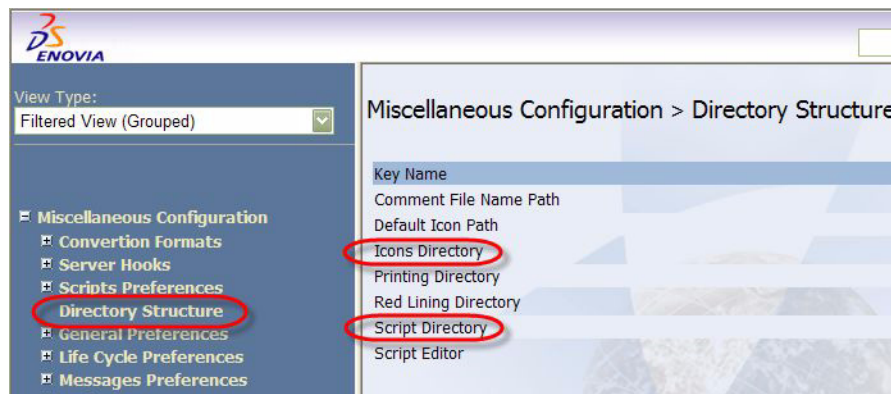 ENOVIA
View Type:
Filtered View (Grouped)
Miscellaneous Configuration
Convertion Formats
Server Hooks
Scripts Preferences
Directory Structure
General Preferences
Life Cycle Preferences
Messages Preferences
Miscellaneous Configuration > Directory Structure
Key Name
Comment File Name Path
Default Icon Path
Icons Directory
Printing Directory
Red Lining Directory
Script Directory
Script Editor